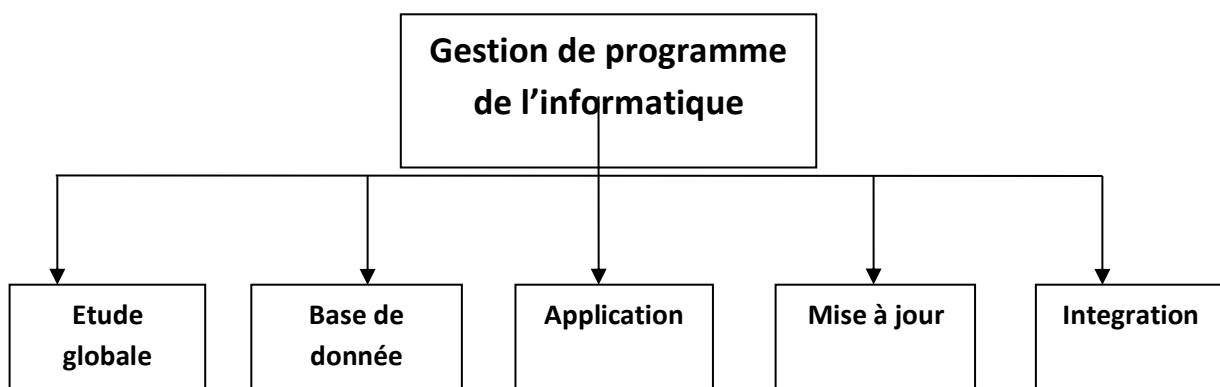 Gestion de programme
de l’informatique
Etude
globale
Base de
donnée
Application
Mise à jour
Integration